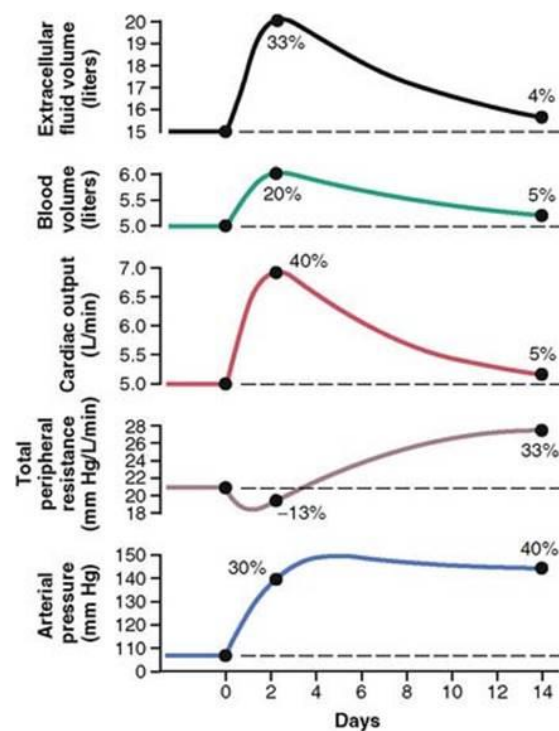 Extracellular
fluid volume
(liters)
20
19
18
17
16
15
33%
4%
Blood
volume
(liters)
6.0
5.5
5.0
20%
5%
Cardiac output
(L/min)
7.0
6.5
6.0
5.5
5.0
40%
5%
Total
peripheral
resistance
(mm Hg/L/min)
28
26
24
22
20
18
–13%
33%
Arterial
pressure
(mm Hg)
150
140
130
120
110
0
30%
40%
0 2 4 6 8 10 12 14
Days